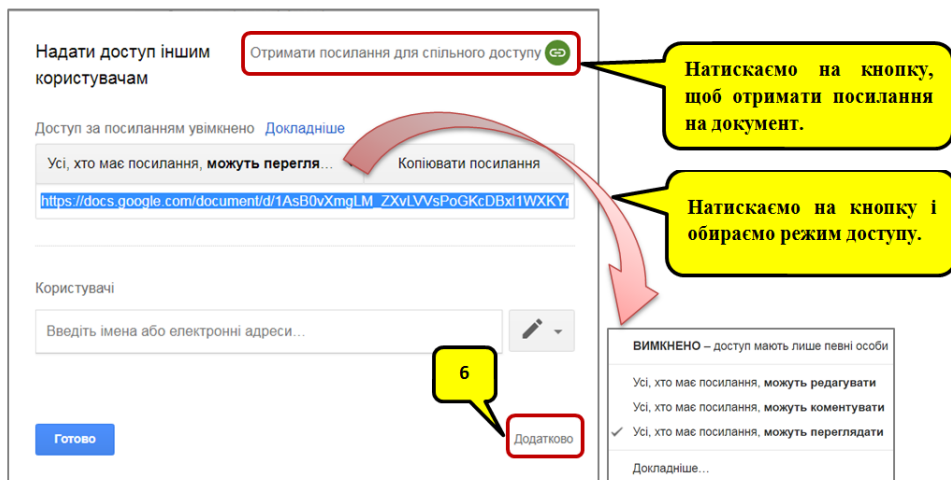 Надати доступ іншим
користувачам
Отримати посилання для спільного доступу
Натискаємо на кнопку,
щоб отримати посилання
на документ.
Доступ за посиланням увімкнено Докладніше
Усі, хто має посилання, можуть перегля...
Копіювати посилання
https://docs.google.com/document/d/1AsB0vXmgLM_ZXvLVVsPoGKcDBxl1WXKYr
Натискаємо на кнопку і
обираємо режим доступу.
Користувачі
Введіть імена або електронні адреси...
6
Готово
Додатково
ВИМКНЕНО – доступ мають лише певні особи
Усі, хто має посилання, можуть редагувати
Усі, хто має посилання, можуть коментувати
Усі, хто має посилання, можуть переглядати
Докладніше...